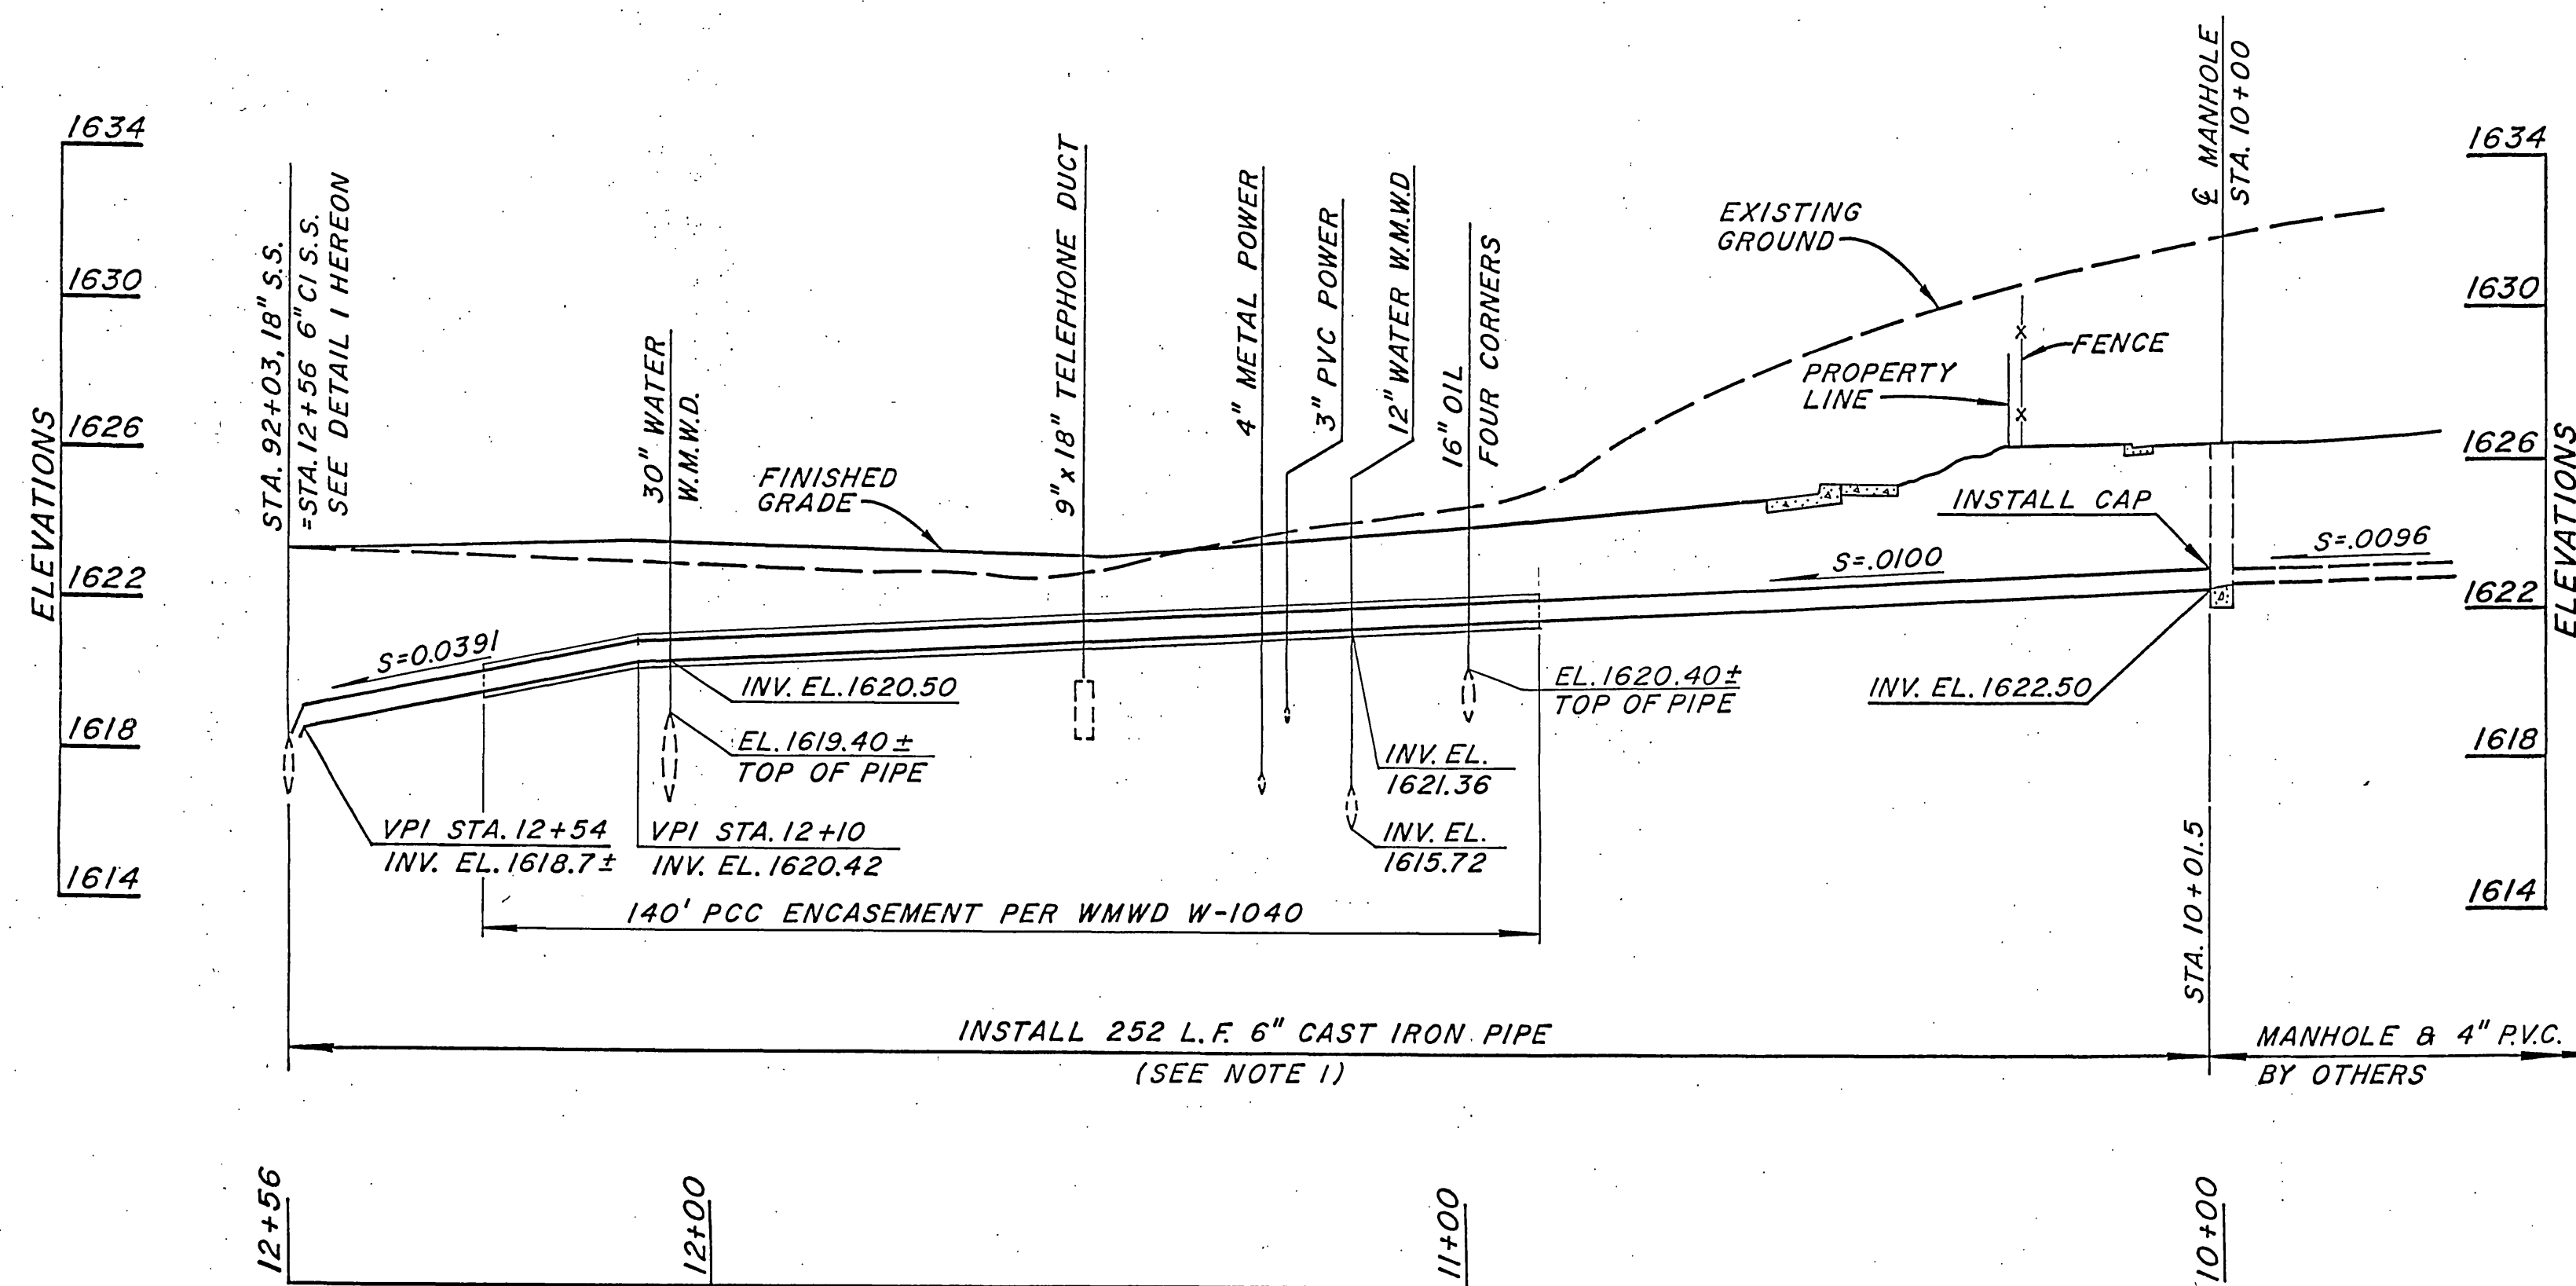 1634
1630
1626
1622
1618
1614
ELEVATIONS
STA. 92+03, 18" S.S.
=STA. 12+56 6" CI S.S.
SEE DETAIL 1 HEREON
30" WATER
W.M.W.D.
FINISHED
GRADE
9" x 18" TELEPHONE DUCT
4" METAL POWER
3" PVC POWER
12" WATER W.M.W.D
16" OIL
FOUR CORNERS
EXISTING
GROUND
PROPERTY
LINE
FENCE
℄ MANHOLE
STA. 10+00
INSTALL CAP
S=.0096
S=.0100
S=0.0391
INV. EL. 1620.50
EL. 1619.40 ±
TOP OF PIPE
EL. 1620.40 ±
TOP OF PIPE
INV. EL. 1622.50
INV. EL.
1621.36
INV. EL.
1615.72
VPI STA. 12+54
INV. EL. 1618.7 ±
VPI STA. 12+10
INV. EL. 1620.42
140' PCC ENCASEMENT PER WMWD W-1040
STA. 10+01.5
INSTALL 252 L.F. 6" CAST IRON PIPE
(SEE NOTE 1)
MANHOLE & 4" P.V.C.
BY OTHERS
1634
1630
1626
1622
1618
1614
ELEVATIONS
12+56
12+00
11+00
10+00